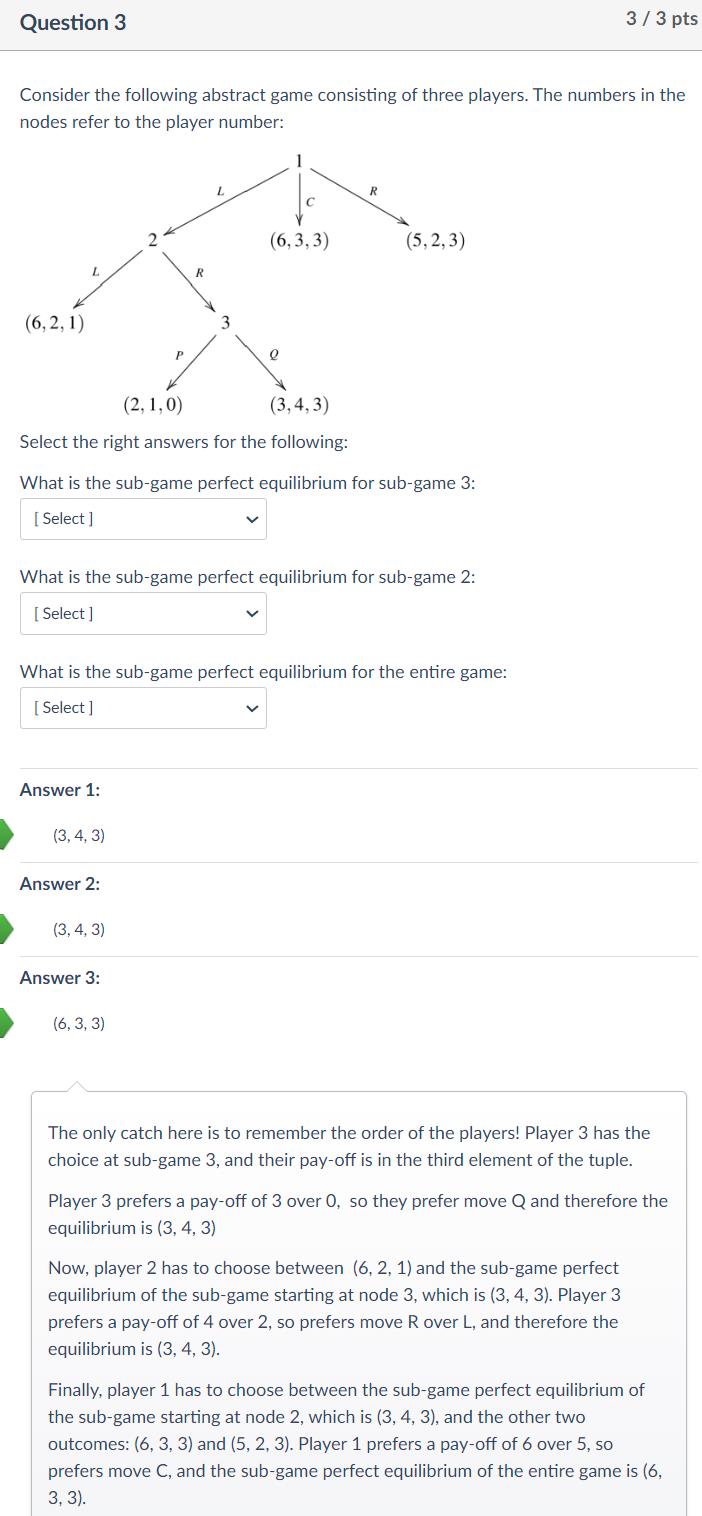 Question 3
3 / 3 pts
Consider the following abstract game consisting of three players. The numbers in the
nodes refer to the player number:
1
L
C
R
2
(6, 3, 3)
(5, 2, 3)
L
R
(6, 2, 1)
3
P
Q
(2, 1, 0)
(3, 4, 3)
Select the right answers for the following:
What is the sub-game perfect equilibrium for sub-game 3:
[ Select ]
What is the sub-game perfect equilibrium for sub-game 2:
[ Select ]
What is the sub-game perfect equilibrium for the entire game:
[ Select ]
Answer 1:
(3, 4, 3)
Answer 2:
(3, 4, 3)
Answer 3:
(6, 3, 3)
The only catch here is to remember the order of the players! Player 3 has the
choice at sub-game 3, and their pay-off is in the third element of the tuple.
Player 3 prefers a pay-off of 3 over 0,  so they prefer move Q and therefore the
equilibrium is (3, 4, 3)
Now, player 2 has to choose between  (6, 2, 1) and the sub-game perfect
equilibrium of the sub-game starting at node 3, which is (3, 4, 3). Player 3
prefers a pay-off of 4 over 2, so prefers move R over L, and therefore the
equilibrium is (3, 4, 3).
Finally, player 1 has to choose between the sub-game perfect equilibrium of
the sub-game starting at node 2, which is (3, 4, 3), and the other two
outcomes: (6, 3, 3) and (5, 2, 3). Player 1 prefers a pay-off of 6 over 5, so
prefers move C, and the sub-game perfect equilibrium of the entire game is (6,
3, 3).